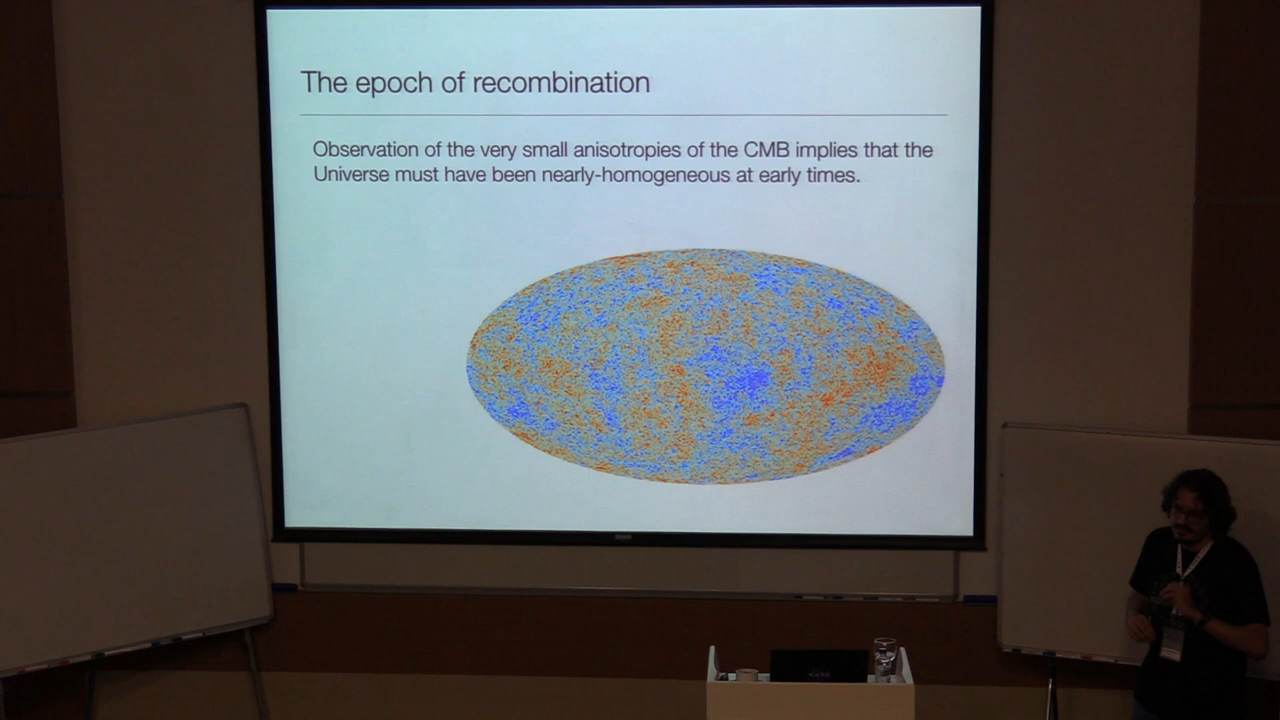 The epoch of recombination
Observation of the very small anisotropies of the CMB implies that the
Universe must have been nearly-homogeneous at early times.